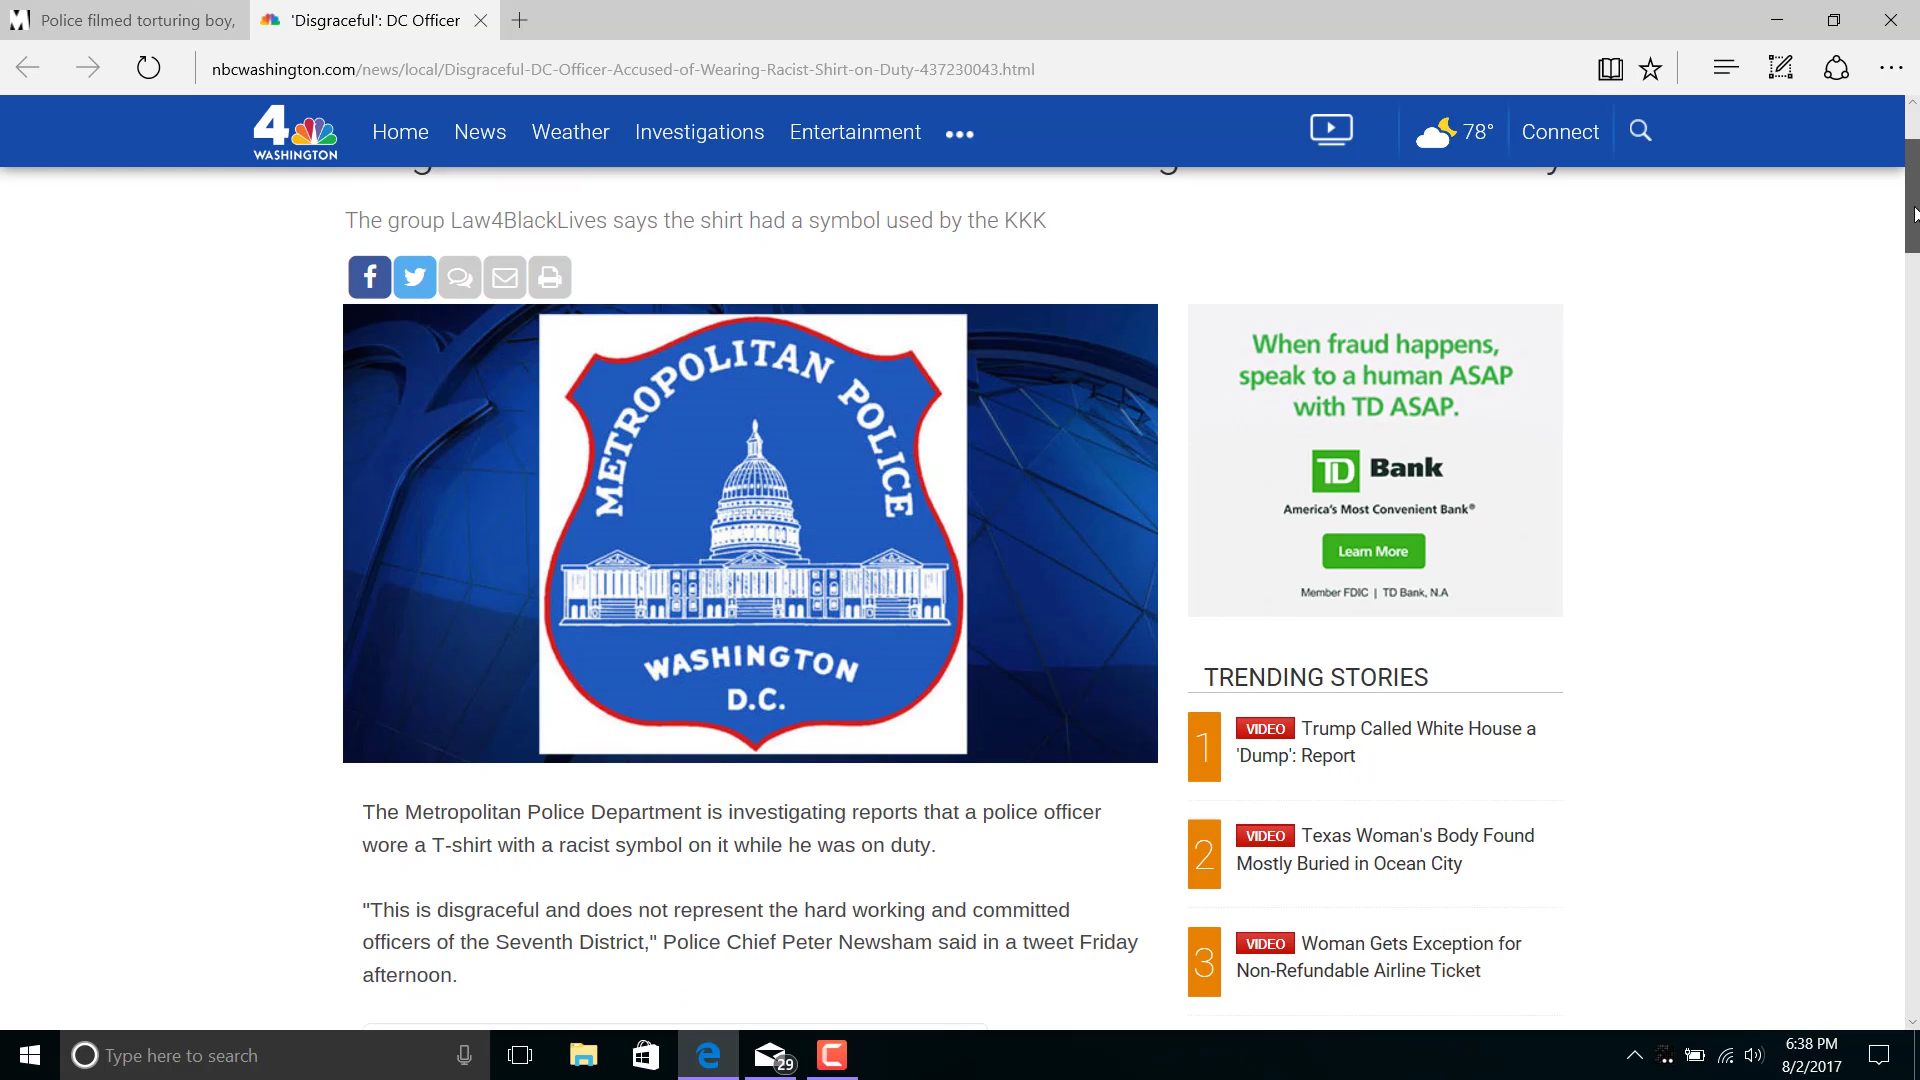 Police filmed torturing boy,
'Disgraceful': DC Officer
nbcwashington.com/news/local/Disgraceful-DC-Officer-Accused-of-Wearing-Racist-Shirt-on-Duty-437230043.html
4
WASHINGTON
Home News Weather Investigations Entertainment
78° Connect
The group Law4BlackLives says the shirt had a symbol used by the KKK
METROPOLITAN POLICE
WASHINGTON
D.C.
When fraud happens,
speak to a human ASAP
with TD ASAP.
TD Bank
America's Most Convenient Bank®
Learn More
Member FDIC | TD Bank, N.A
TRENDING STORIES
1 VIDEO Trump Called White House a
'Dump': Report
2 VIDEO Texas Woman's Body Found
Mostly Buried in Ocean City
3 VIDEO Woman Gets Exception for
Non-Refundable Airline Ticket
The Metropolitan Police Department is investigating reports that a police officer
wore a T-shirt with a racist symbol on it while he was on duty.
"This is disgraceful and does not represent the hard working and committed
officers of the Seventh District," Police Chief Peter Newsham said in a tweet Friday
afternoon.
Type here to search
29
6:38 PM
8/2/2017